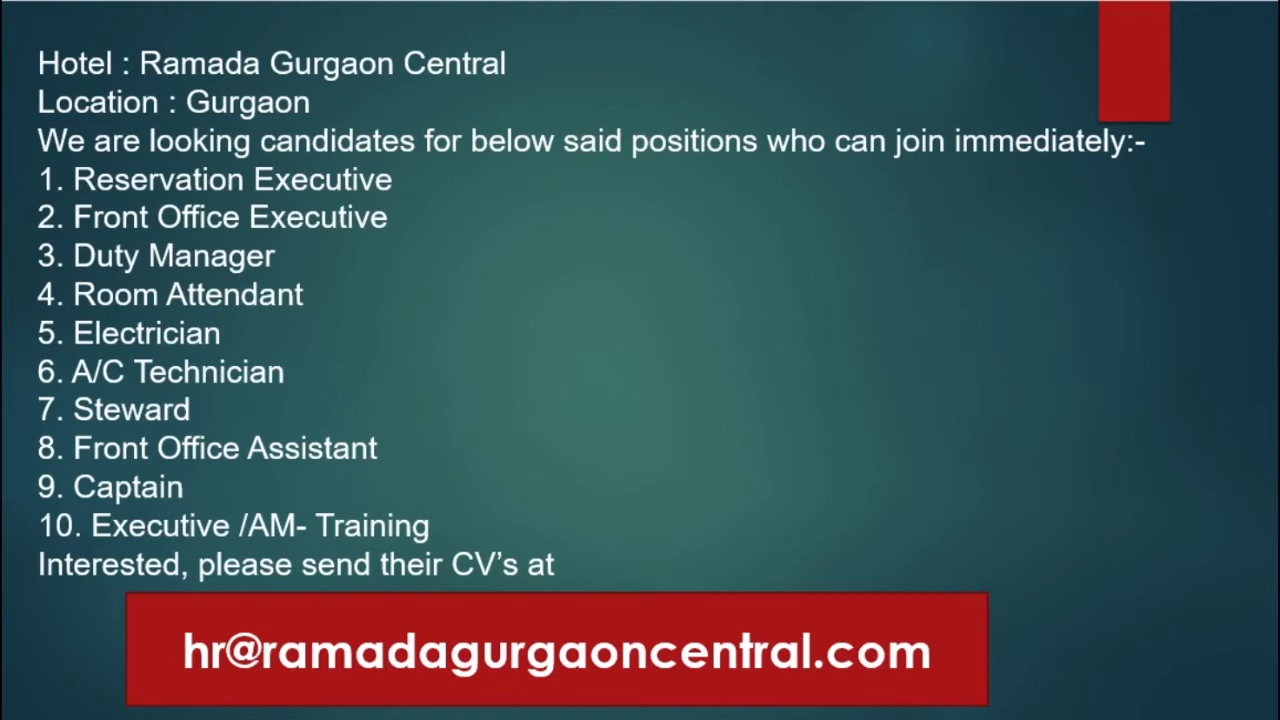 Hotel : Ramada Gurgaon Central
Location : Gurgaon
We are looking candidates for below said positions who can join immediately:-
1. Reservation Executive
2. Front Office Executive
3. Duty Manager
4. Room Attendant
5. Electrician
6. A/C Technician
7. Steward
8. Front Office Assistant
9. Captain
10. Executive /AM- Training
Interested, please send their CV’s at
hr@ramadagurgaoncentral.com